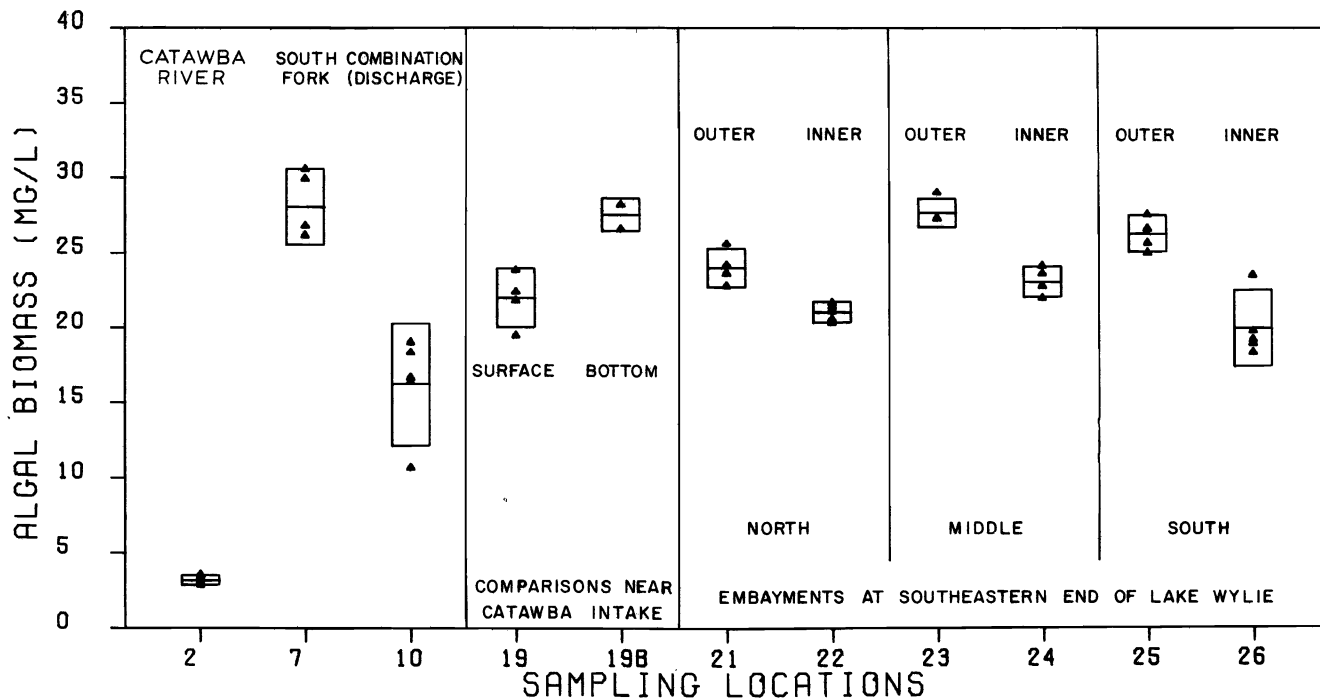 ALGAL BIOMASS (MG/L)
40
35
30
25
20
15
10
5
0
CATAWBA
RIVER
SOUTH
FORK
COMBINATION
(DISCHARGE)
SURFACE
BOTTOM
COMPARISONS NEAR
CATAWBA INTAKE
OUTER
INNER
OUTER
INNER
OUTER
INNER
NORTH
MIDDLE
SOUTH
EMBAYMENTS AT SOUTHEASTERN END OF LAKE WYLIE
2 7 10 19 19B 21 22 23 24 25 26
SAMPLING LOCATIONS